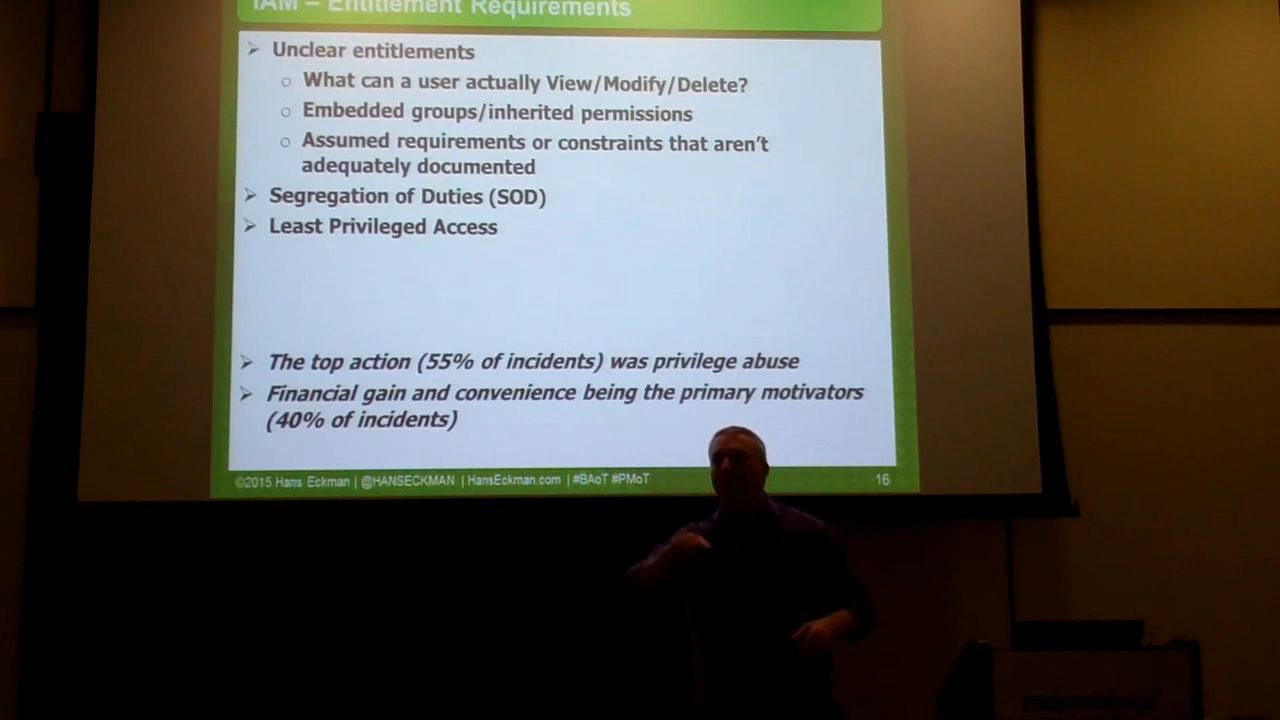 IAM – Entitlement Requirements
➢ Unclear entitlements
○ What can a user actually View/Modify/Delete?
○ Embedded groups/inherited permissions
○ Assumed requirements or constraints that aren't
adequately documented
➢ Segregation of Duties (SOD)
➢ Least Privileged Access
➢ The top action (55% of incidents) was privilege abuse
➢ Financial gain and convenience being the primary motivators
(40% of incidents)
©2015 Hans Eckman | @HANSECKMAN | HansEckman.com | #BAoT #PMoT 16